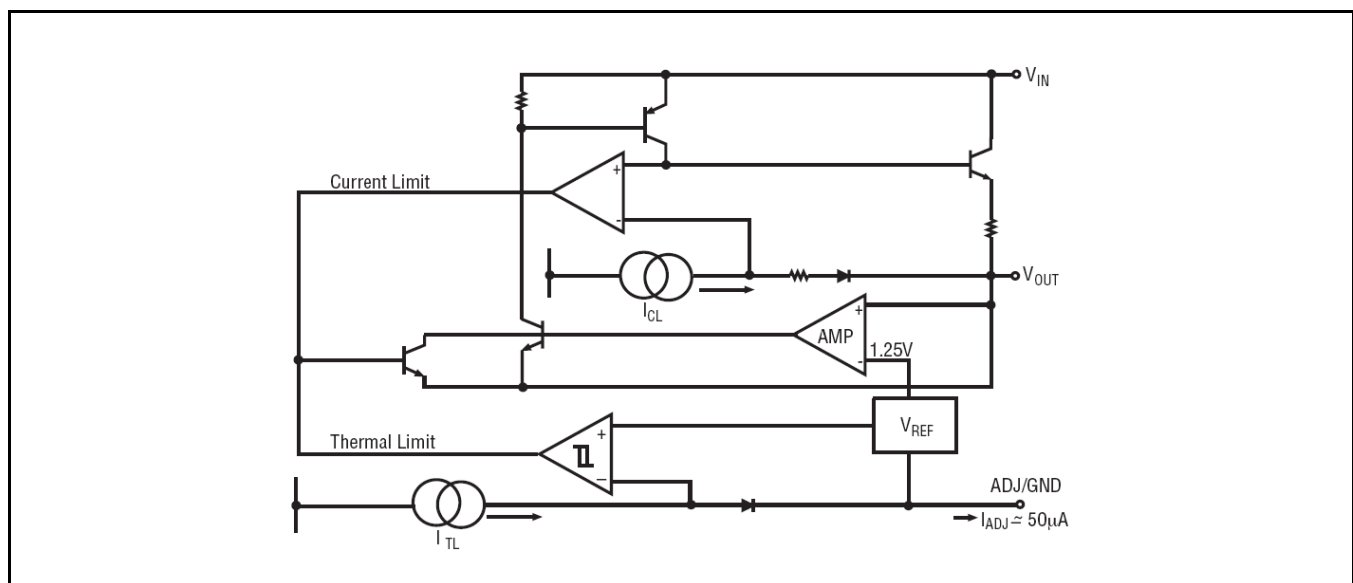 V_IN
+
Current Limit
-
V_OUT
I_CL
+
AMP
1.25V
-
V_REF
Thermal Limit
+
–
ADJ/GND
I_ADJ ≃ 50µA
I_TL